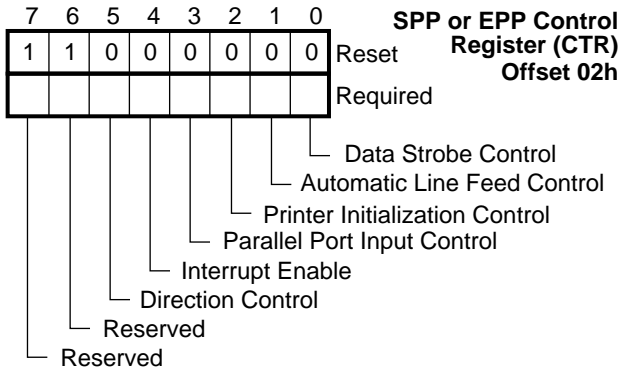 7 6 5 4 3 2 1 0
SPP or EPP Control
Register (CTR)
Offset 02h
1 1 0 0 0 0 0 0 Reset
Required
Data Strobe Control
Automatic Line Feed Control
Printer Initialization Control
Parallel Port Input Control
Interrupt Enable
Direction Control
Reserved
Reserved